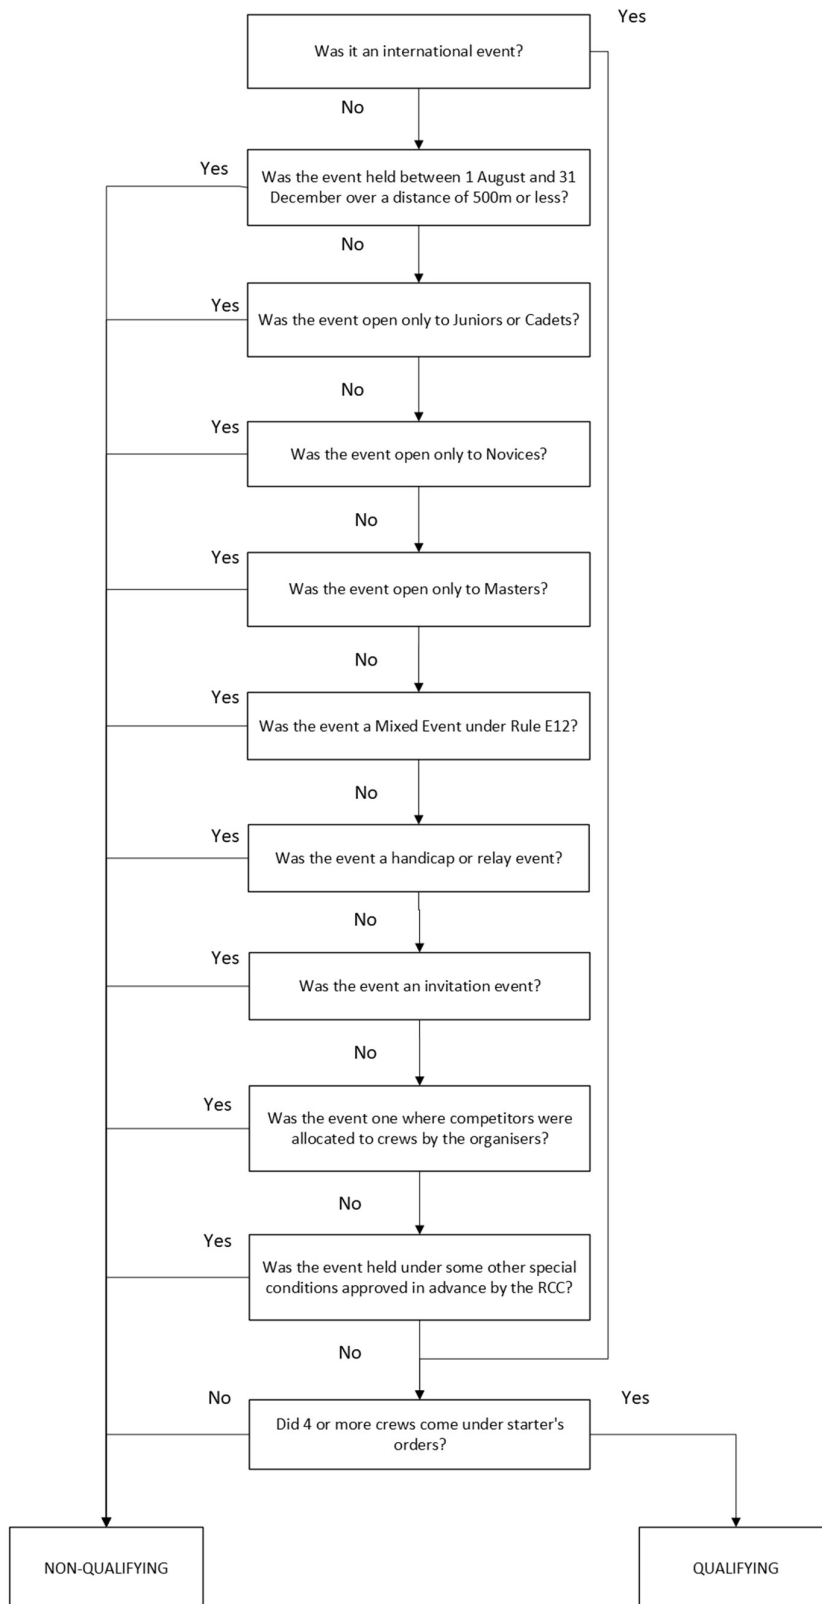 Yes
Was it an international event?
No
Yes
Was the event held between 1 August and 31
December over a distance of 500m or less?
No
Yes
Was the event open only to Juniors or Cadets?
No
Yes
Was the event open only to Novices?
No
Yes
Was the event open only to Masters?
No
Yes
Was the event a Mixed Event under Rule E12?
No
Yes
Was the event a handicap or relay event?
No
Yes
Was the event an invitation event?
No
Yes
Was the event one where competitors were
allocated to crews by the organisers?
No
Yes
Was the event held under some other special
conditions approved in advance by the RCC?
No
No
Yes
Did 4 or more crews come under starter's
orders?
NON-QUALIFYING
QUALIFYING